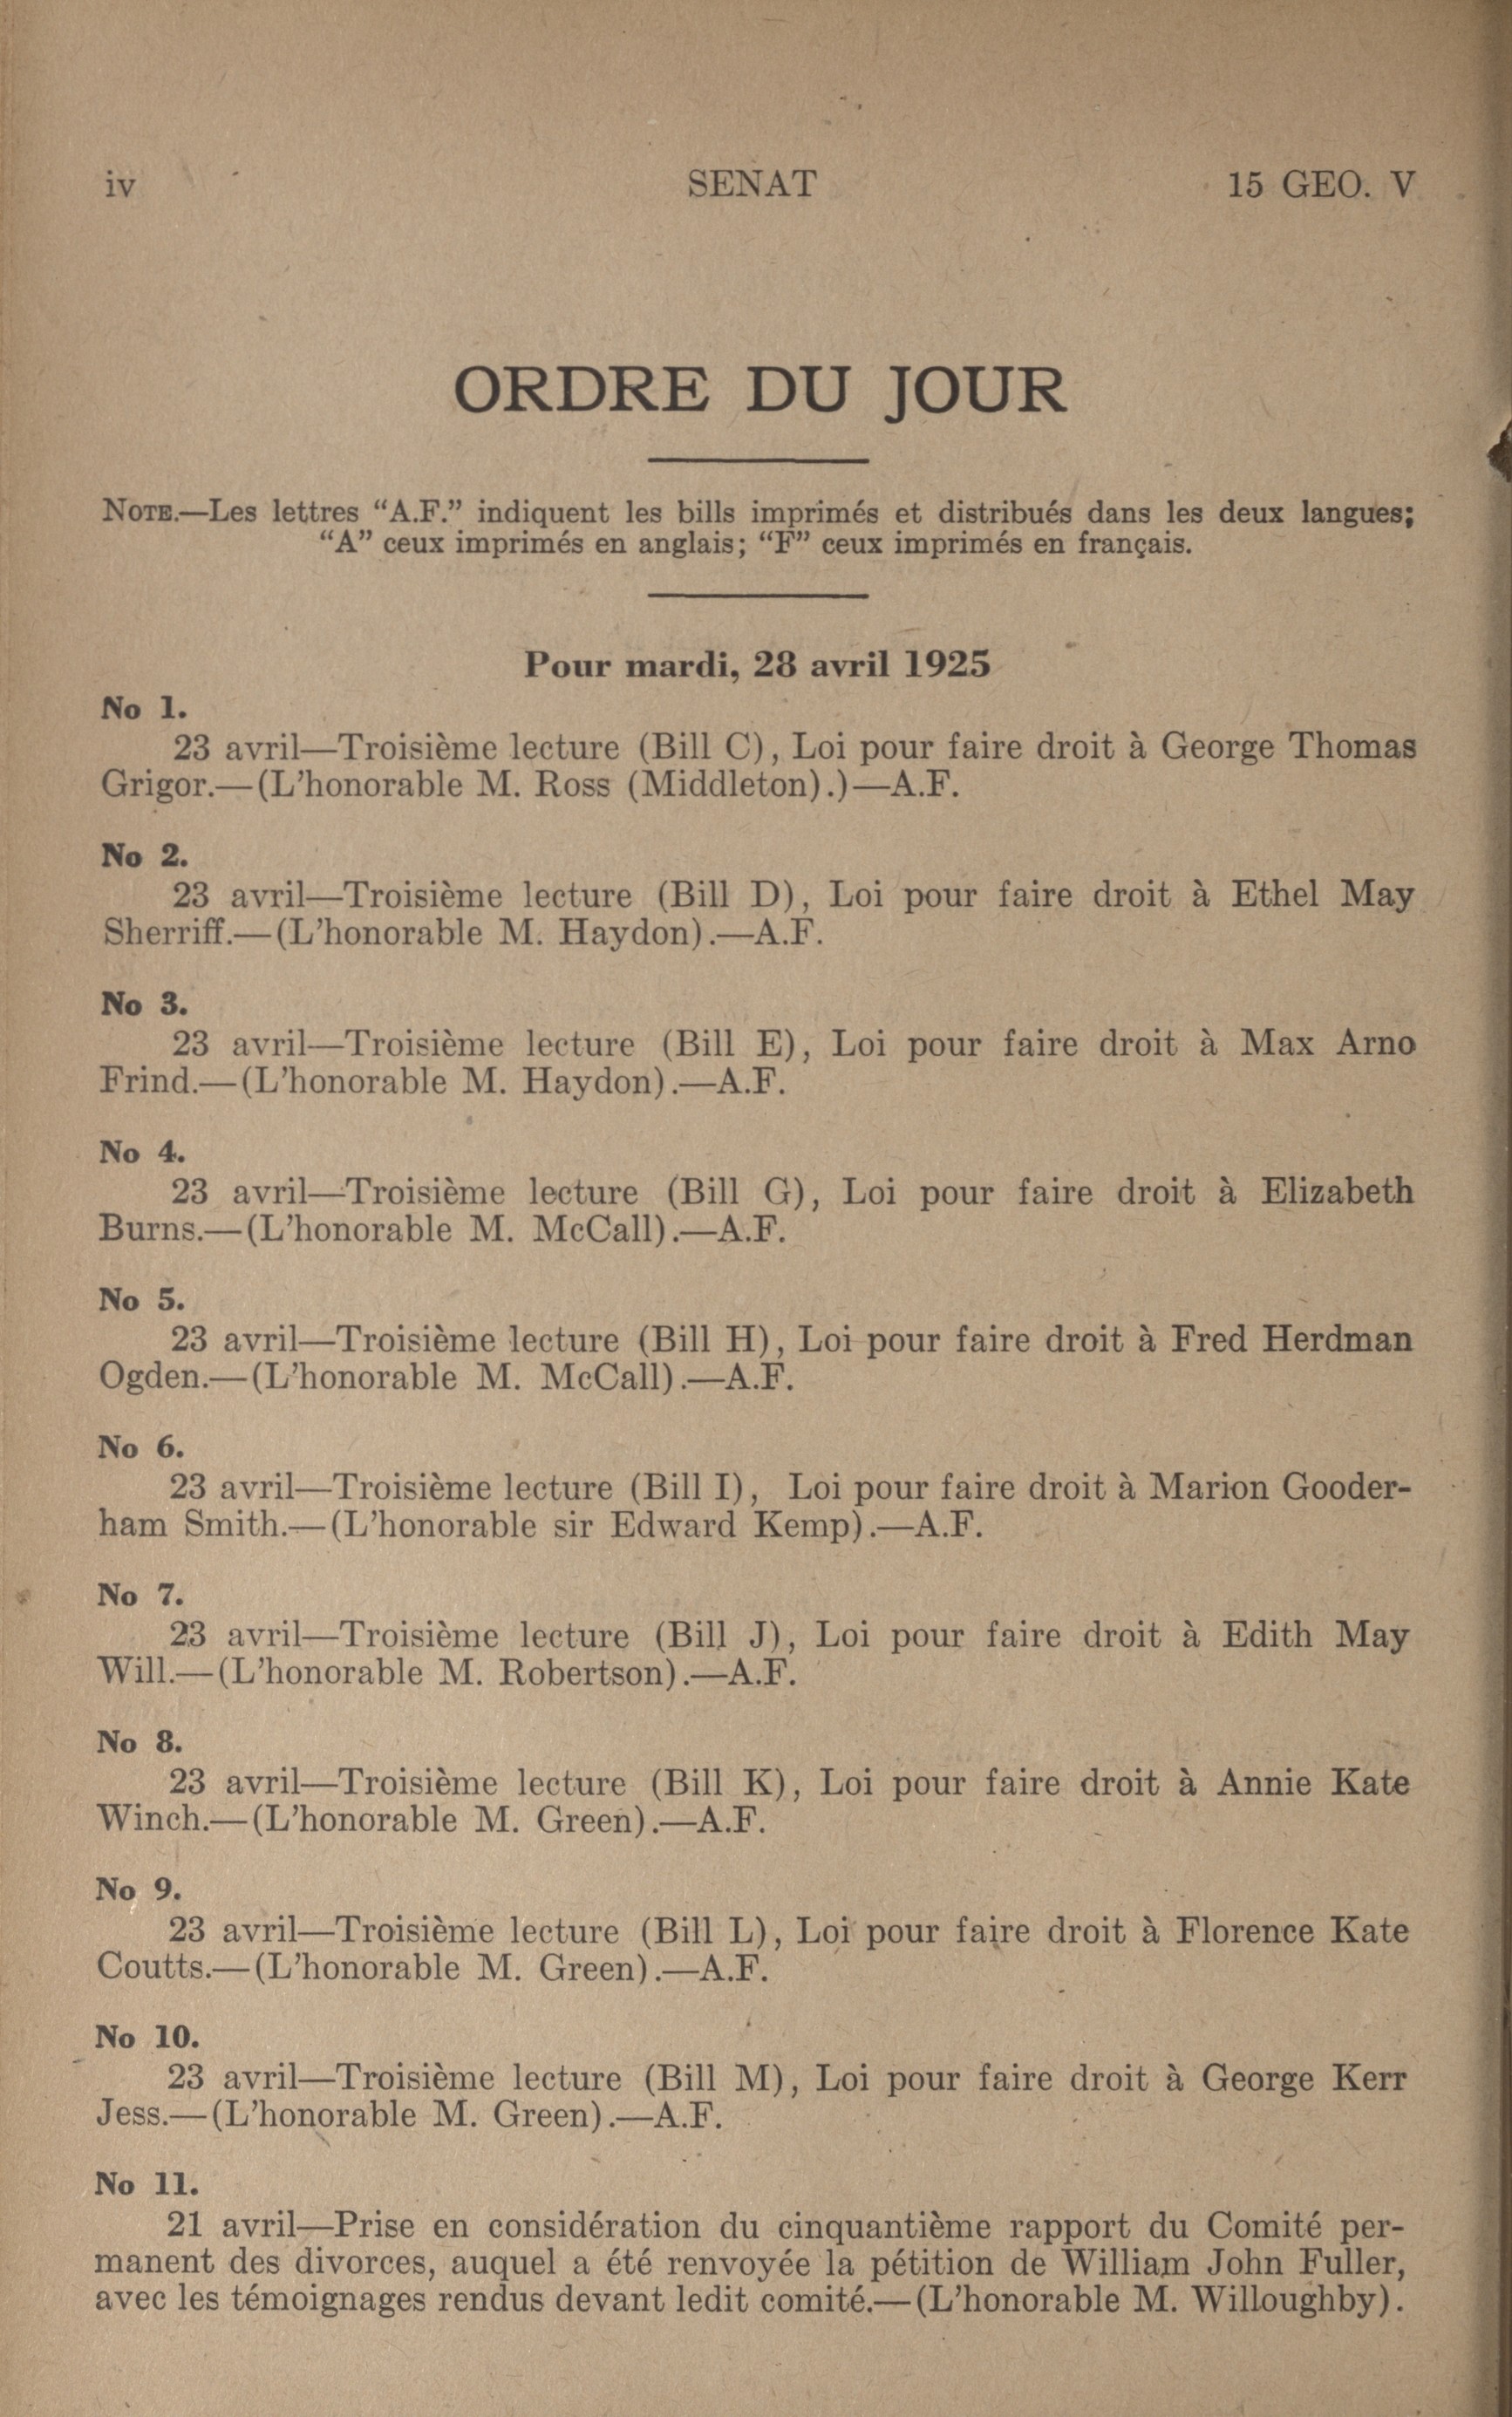 iv SENAT 15 GEO. V
ORDRE DU JOUR
NOTE.—Les lettres "A.F." indiquent les bills imprimés et distribués dans les deux langues;
"A" ceux imprimés en anglais; "F" ceux imprimés en français.
Pour mardi, 28 avril 1925
No 1.
23 avril—Troisième lecture (Bill C), Loi pour faire droit à George Thomas
Grigor.—(L'honorable M. Ross (Middleton).)—A.F.
No 2.
23 avril—Troisième lecture (Bill D), Loi pour faire droit à Ethel May
Sherriff.—(L'honorable M. Haydon).—A.F.
No 3.
23 avril—Troisième lecture (Bill E), Loi pour faire droit à Max Arno
Frind.—(L'honorable M. Haydon).—A.F.
No 4.
23 avril—Troisième lecture (Bill G), Loi pour faire droit à Elizabeth
Burns.—(L'honorable M. McCall).—A.F.
No 5.
23 avril—Troisième lecture (Bill H), Loi pour faire droit à Fred Herdman
Ogden.—(L'honorable M. McCall).—A.F.
No 6.
23 avril—Troisième lecture (Bill I), Loi pour faire droit à Marion Gooder-
ham Smith.—(L'honorable sir Edward Kemp).—A.F.
No 7.
23 avril—Troisième lecture (Bill J), Loi pour faire droit à Edith May
Will.—(L'honorable M. Robertson).—A.F.
No 8.
23 avril—Troisième lecture (Bill K), Loi pour faire droit à Annie Kate
Winch.—(L'honorable M. Green).—A.F.
No 9.
23 avril—Troisième lecture (Bill L), Loi pour faire droit à Florence Kate
Coutts.—(L'honorable M. Green).—A.F.
No 10.
23 avril—Troisième lecture (Bill M), Loi pour faire droit à George Kerr
Jess.—(L'honorable M. Green).—A.F.
No 11.
21 avril—Prise en considération du cinquantième rapport du Comité per-
manent des divorces, auquel a été renvoyée la pétition de William John Fuller,
avec les témoignages rendus devant ledit comité.—(L'honorable M. Willoughby).